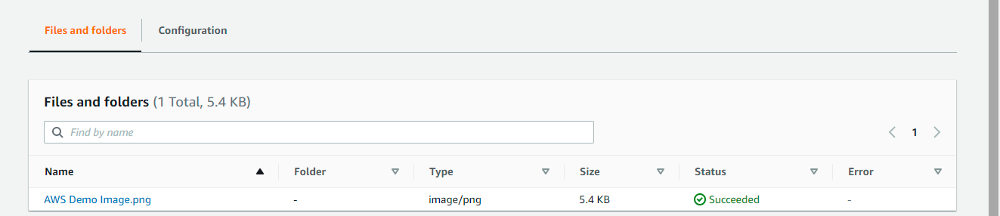 Files and folders Configuration
Files and folders (1 Total, 5.4 KB)
Find by name 1
Name Folder Type Size Status Error
AWS Demo Image.png - image/png 5.4 KB Succeeded -